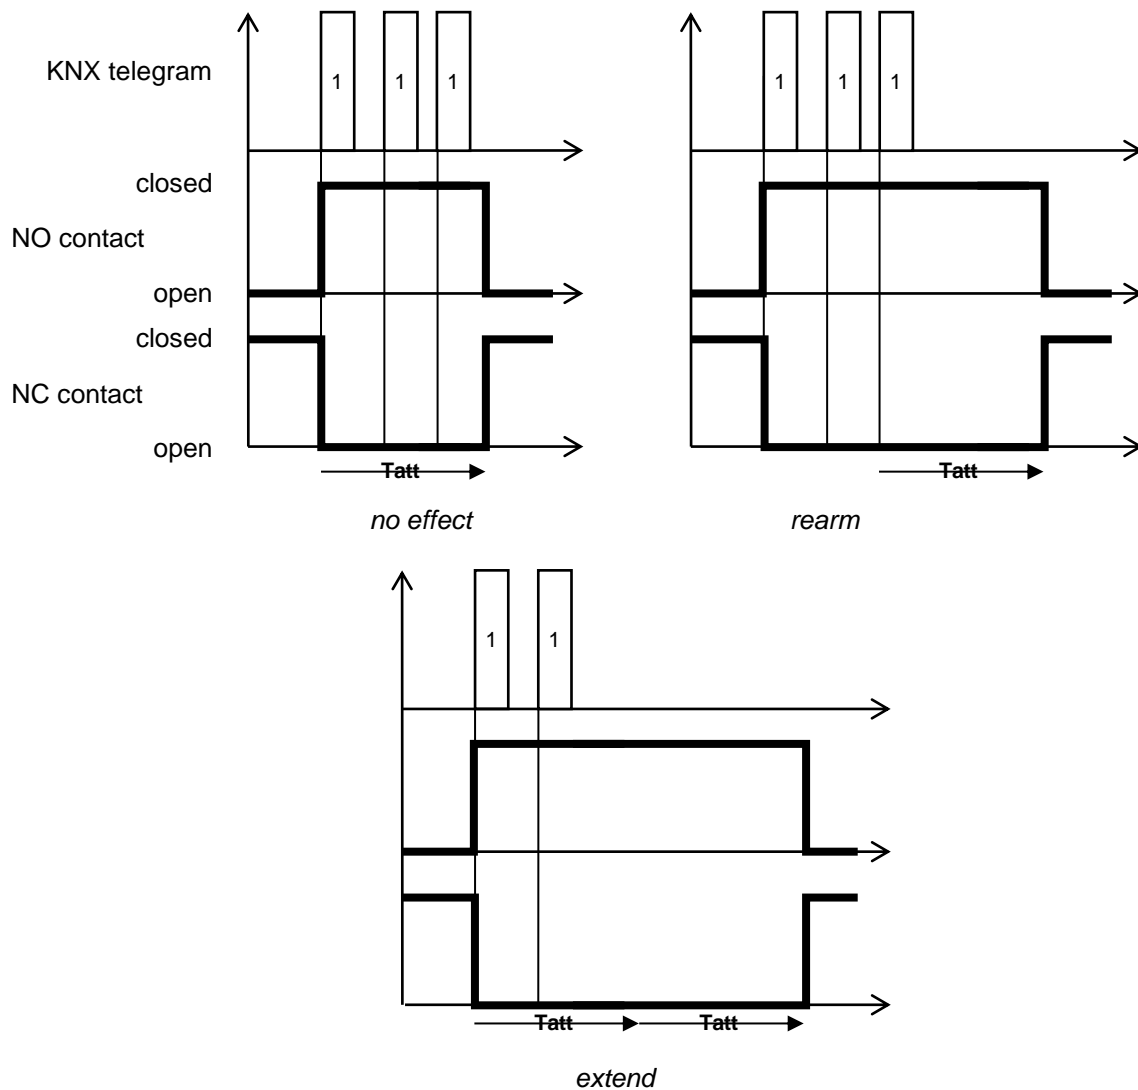 KNX telegram
1 1 1
1 1 1
closed
NO contact
open
closed
NC contact
open
Tatt
Tatt
no effect
rearm
1 1
Tatt Tatt
extend